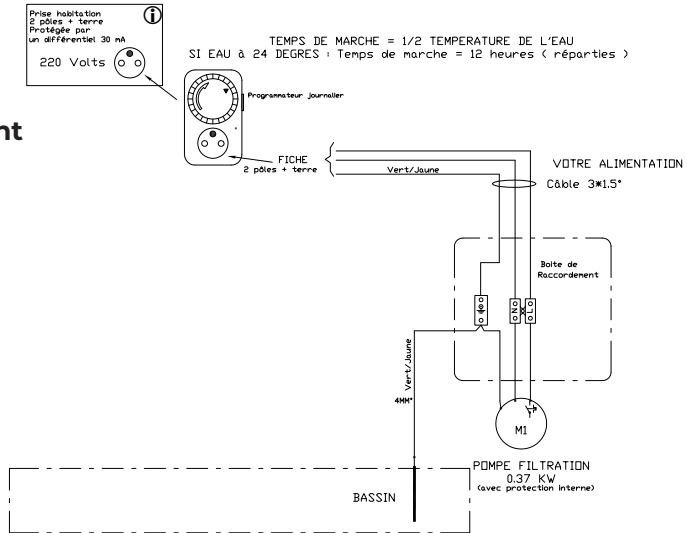 Prise habitation
2 pôles + terre
Protégée par
un différentiel 30 mA
220 Volts
i
TEMPS DE MARCHE = 1/2 TEMPERATURE DE L'EAU
SI EAU à 24 DEGRES : Temps de marche = 12 heures ( réparties )
Programmateur journalier
nt
FICHE
2 pôles + terre
Vert/Jaune
VOTRE ALIMENTATION
Câble 3*1.5°
Boite de
Raccordement
N
L
Vert/Jaune
4MM°
M1
POMPE FILTRATION
0.37 KW
(avec protection interne)
BASSIN